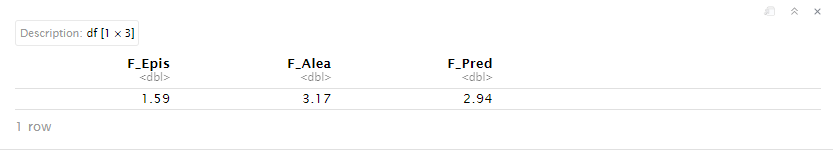 Description: df [1 × 3]
F_Epis F_Alea F_Pred
<dbl> <dbl> <dbl>
1.59 3.17 2.94
1 row